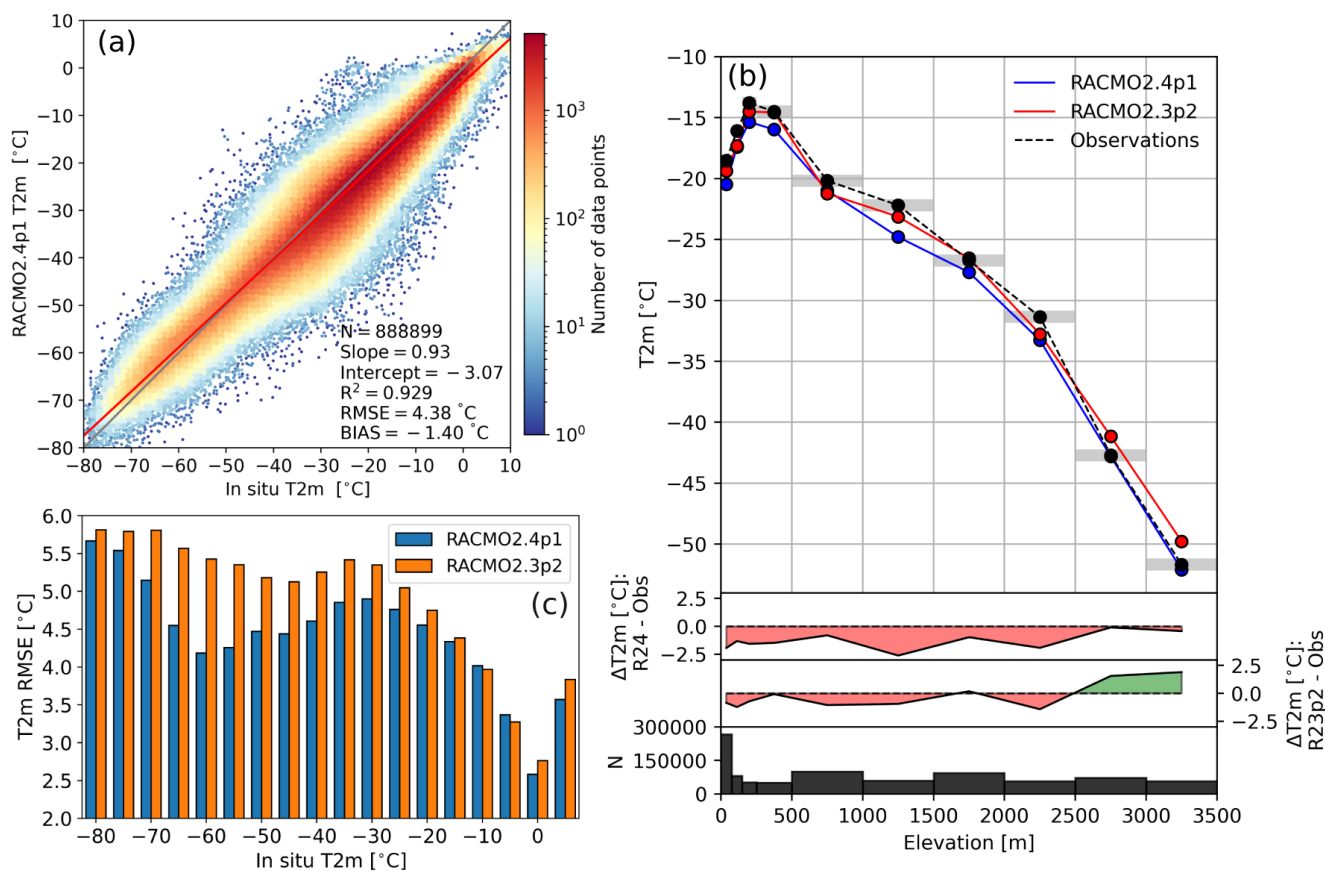 (a)
10
0
−10
−20
−30
−40
−50
−60
−70
−80
RACMO2.4p1 T2m [°C]
−80 −70 −60 −50 −40 −30 −20 −10 0 10
In situ T2m [°C]
N = 888899
Slope = 0.93
Intercept = − 3.07
R² = 0.929
RMSE = 4.38 °C
BIAS = − 1.40 °C
10³
10²
10¹
10⁰
Number of data points
(b)
RACMO2.4p1
RACMO2.3p2
Observations
−10
−15
−20
−25
−30
−35
−40
−45
−50
T2m [°C]
2.5
0.0
−2.5
ΔT2m [°C]:
R24 - Obs
2.5
0.0
−2.5
ΔT2m [°C]:
R23p2 - Obs
300000
150000
0
N
0 500 1000 1500 2000 2500 3000 3500
Elevation [m]
(c)
RACMO2.4p1
RACMO2.3p2
6.0
5.5
5.0
4.5
4.0
3.5
3.0
2.5
2.0
T2m RMSE [°C]
−80 −70 −60 −50 −40 −30 −20 −10 0
In situ T2m [°C]